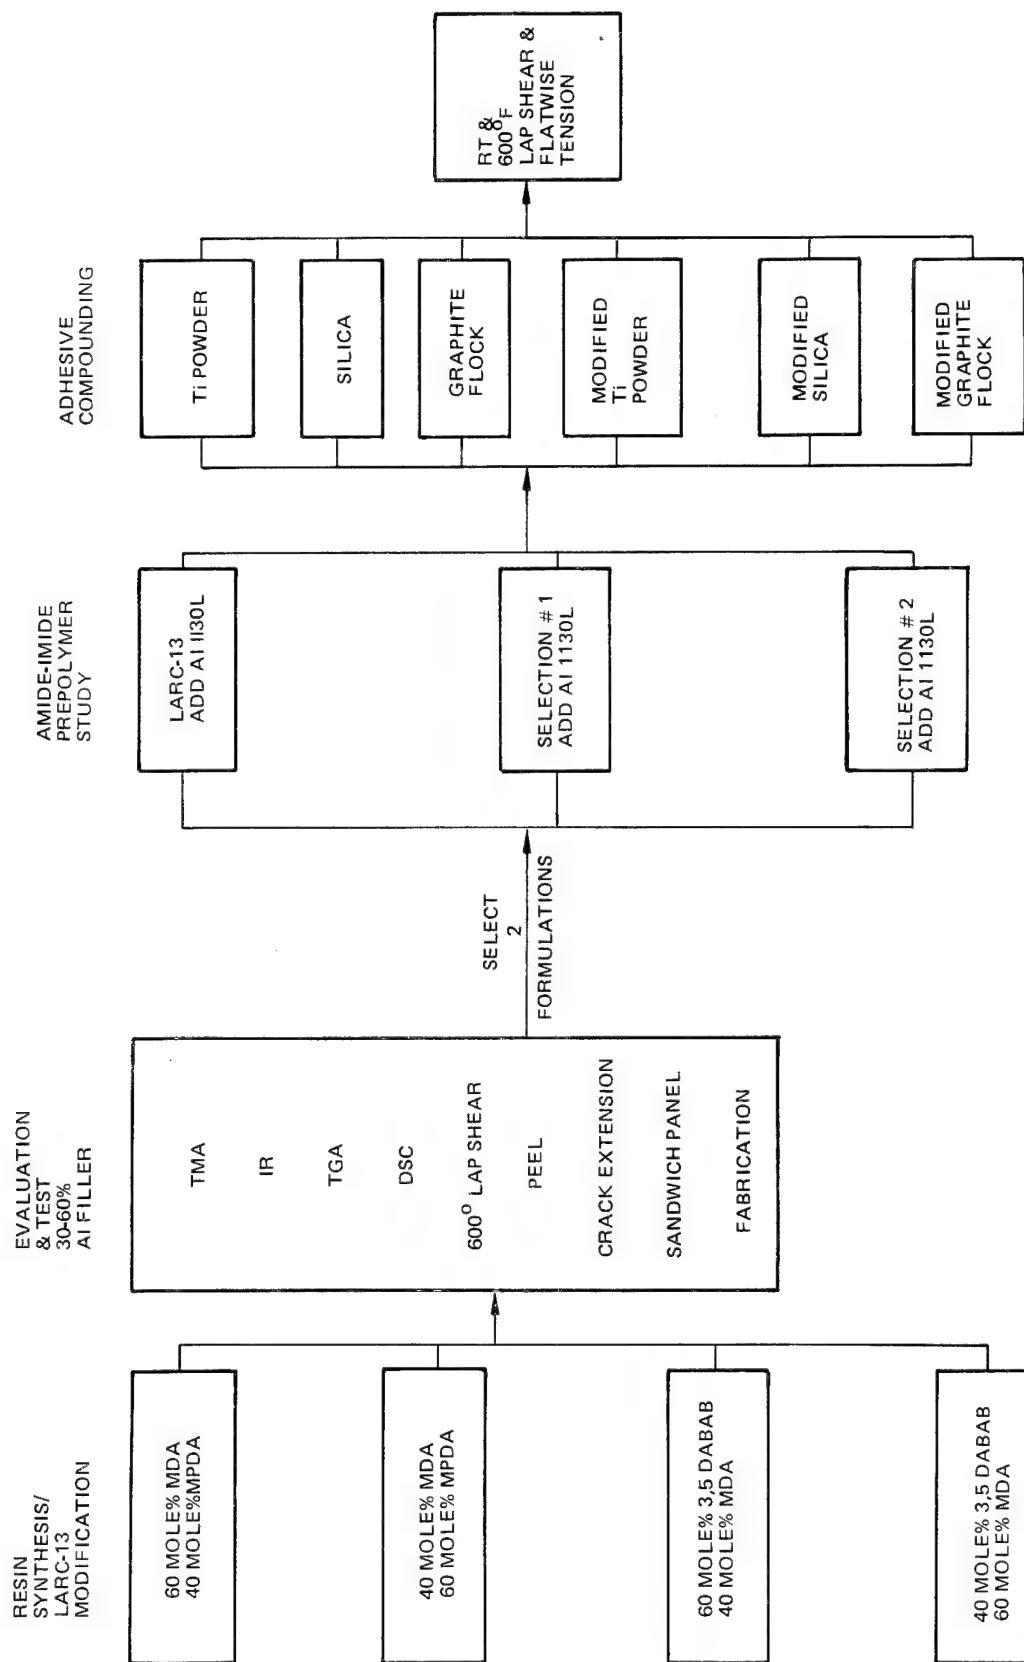 RESIN
SYNTHESIS/
LARC-13
MODIFICATION
60 MOLE% MDA
40 MOLE%MPDA
40 MOLE% MDA
60 MOLE% MPDA
60 MOLE% 3,5 DABAB
40 MOLE% MDA
40 MOLE% 3,5 DABAB
60 MOLE% MDA
EVALUATION
& TEST
30-60%
Al FILLER
TMA
IR
TGA
DSC
600⁰ LAP SHEAR
PEEL
CRACK EXTENSION
SANDWICH PANEL
FABRICATION
SELECT
2
FORMULATIONS
AMIDE-IMIDE
PREPOLYMER
STUDY
LARC-13
ADD AI 1130L
SELECTION # 1
ADD AI 1130L
SELECTION # 2
ADD AI 1130L
ADHESIVE
COMPOUNDING
Ti POWDER
SILICA
GRAPHITE
FLOCK
MODIFIED
Ti
POWDER
MODIFIED
SILICA
MODIFIED
GRAPHITE
FLOCK
RT &
600⁰F
LAP SHEAR &
FLATWISE
TENSION